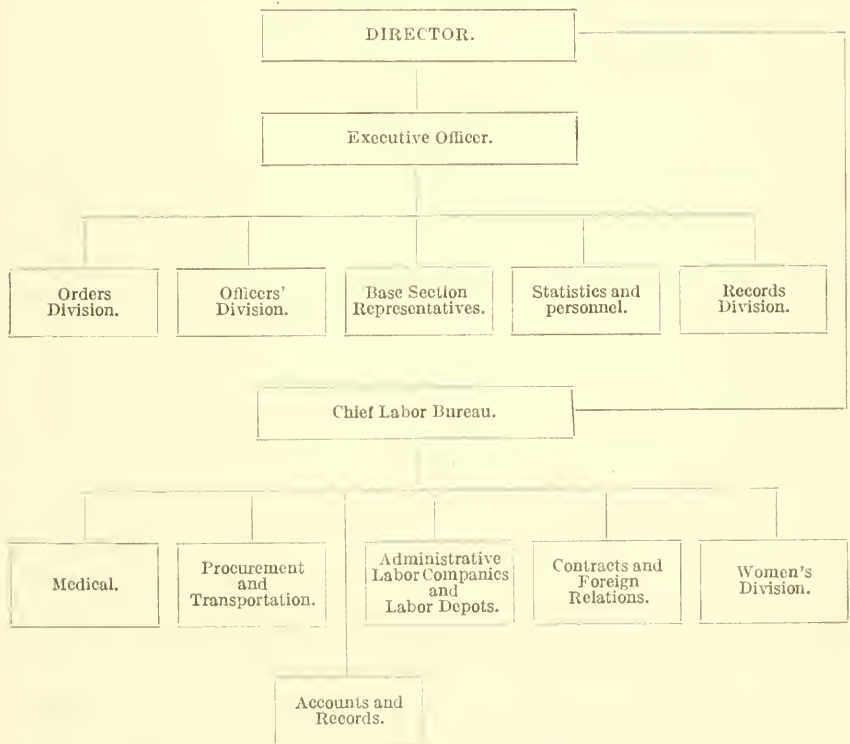 DIRECTOR.
Executive Officer.
Orders
Division.
Officers'
Division.
Base Section
Representatives.
Statistics and
personnel.
Records
Division.
Chief Labor Bureau.
Medical.
Procurement
and
Transportation.
Administrative
Labor Companies
and
Labor Depots.
Contracts and
Foreign
Relations.
Women's
Division.
Accounts and
Records.